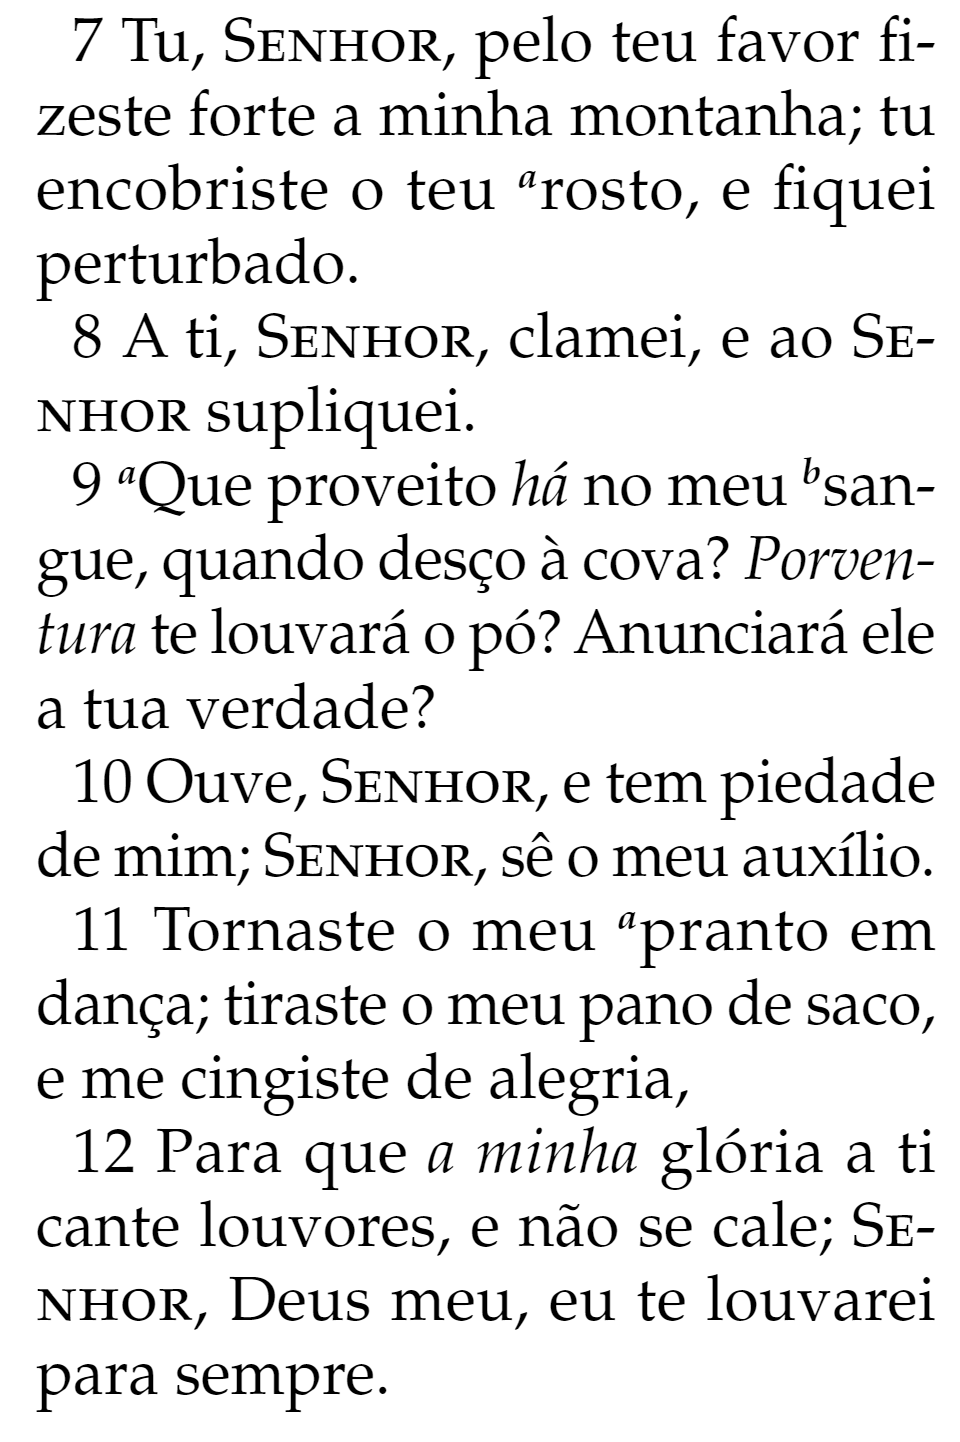 7 Tu, SENHOR, pelo teu favor fi-
zeste forte a minha montanha; tu
encobriste o teu ᵃrosto, e fiquei
perturbado.
8 A ti, SENHOR, clamei, e ao SE-
NHOR supliquei.
9 ᵃQue proveito há no meu ᵇsan-
gue, quando desço à cova? Porven-
tura te louvará o pó? Anunciará ele
a tua verdade?
10 Ouve, SENHOR, e tem piedade
de mim; SENHOR, sê o meu auxílio.
11 Tornaste o meu ᵃpranto em
dança; tiraste o meu pano de saco,
e me cingiste de alegria,
12 Para que a minha glória a ti
cante louvores, e não se cale; SE-
NHOR, Deus meu, eu te louvarei
para sempre.